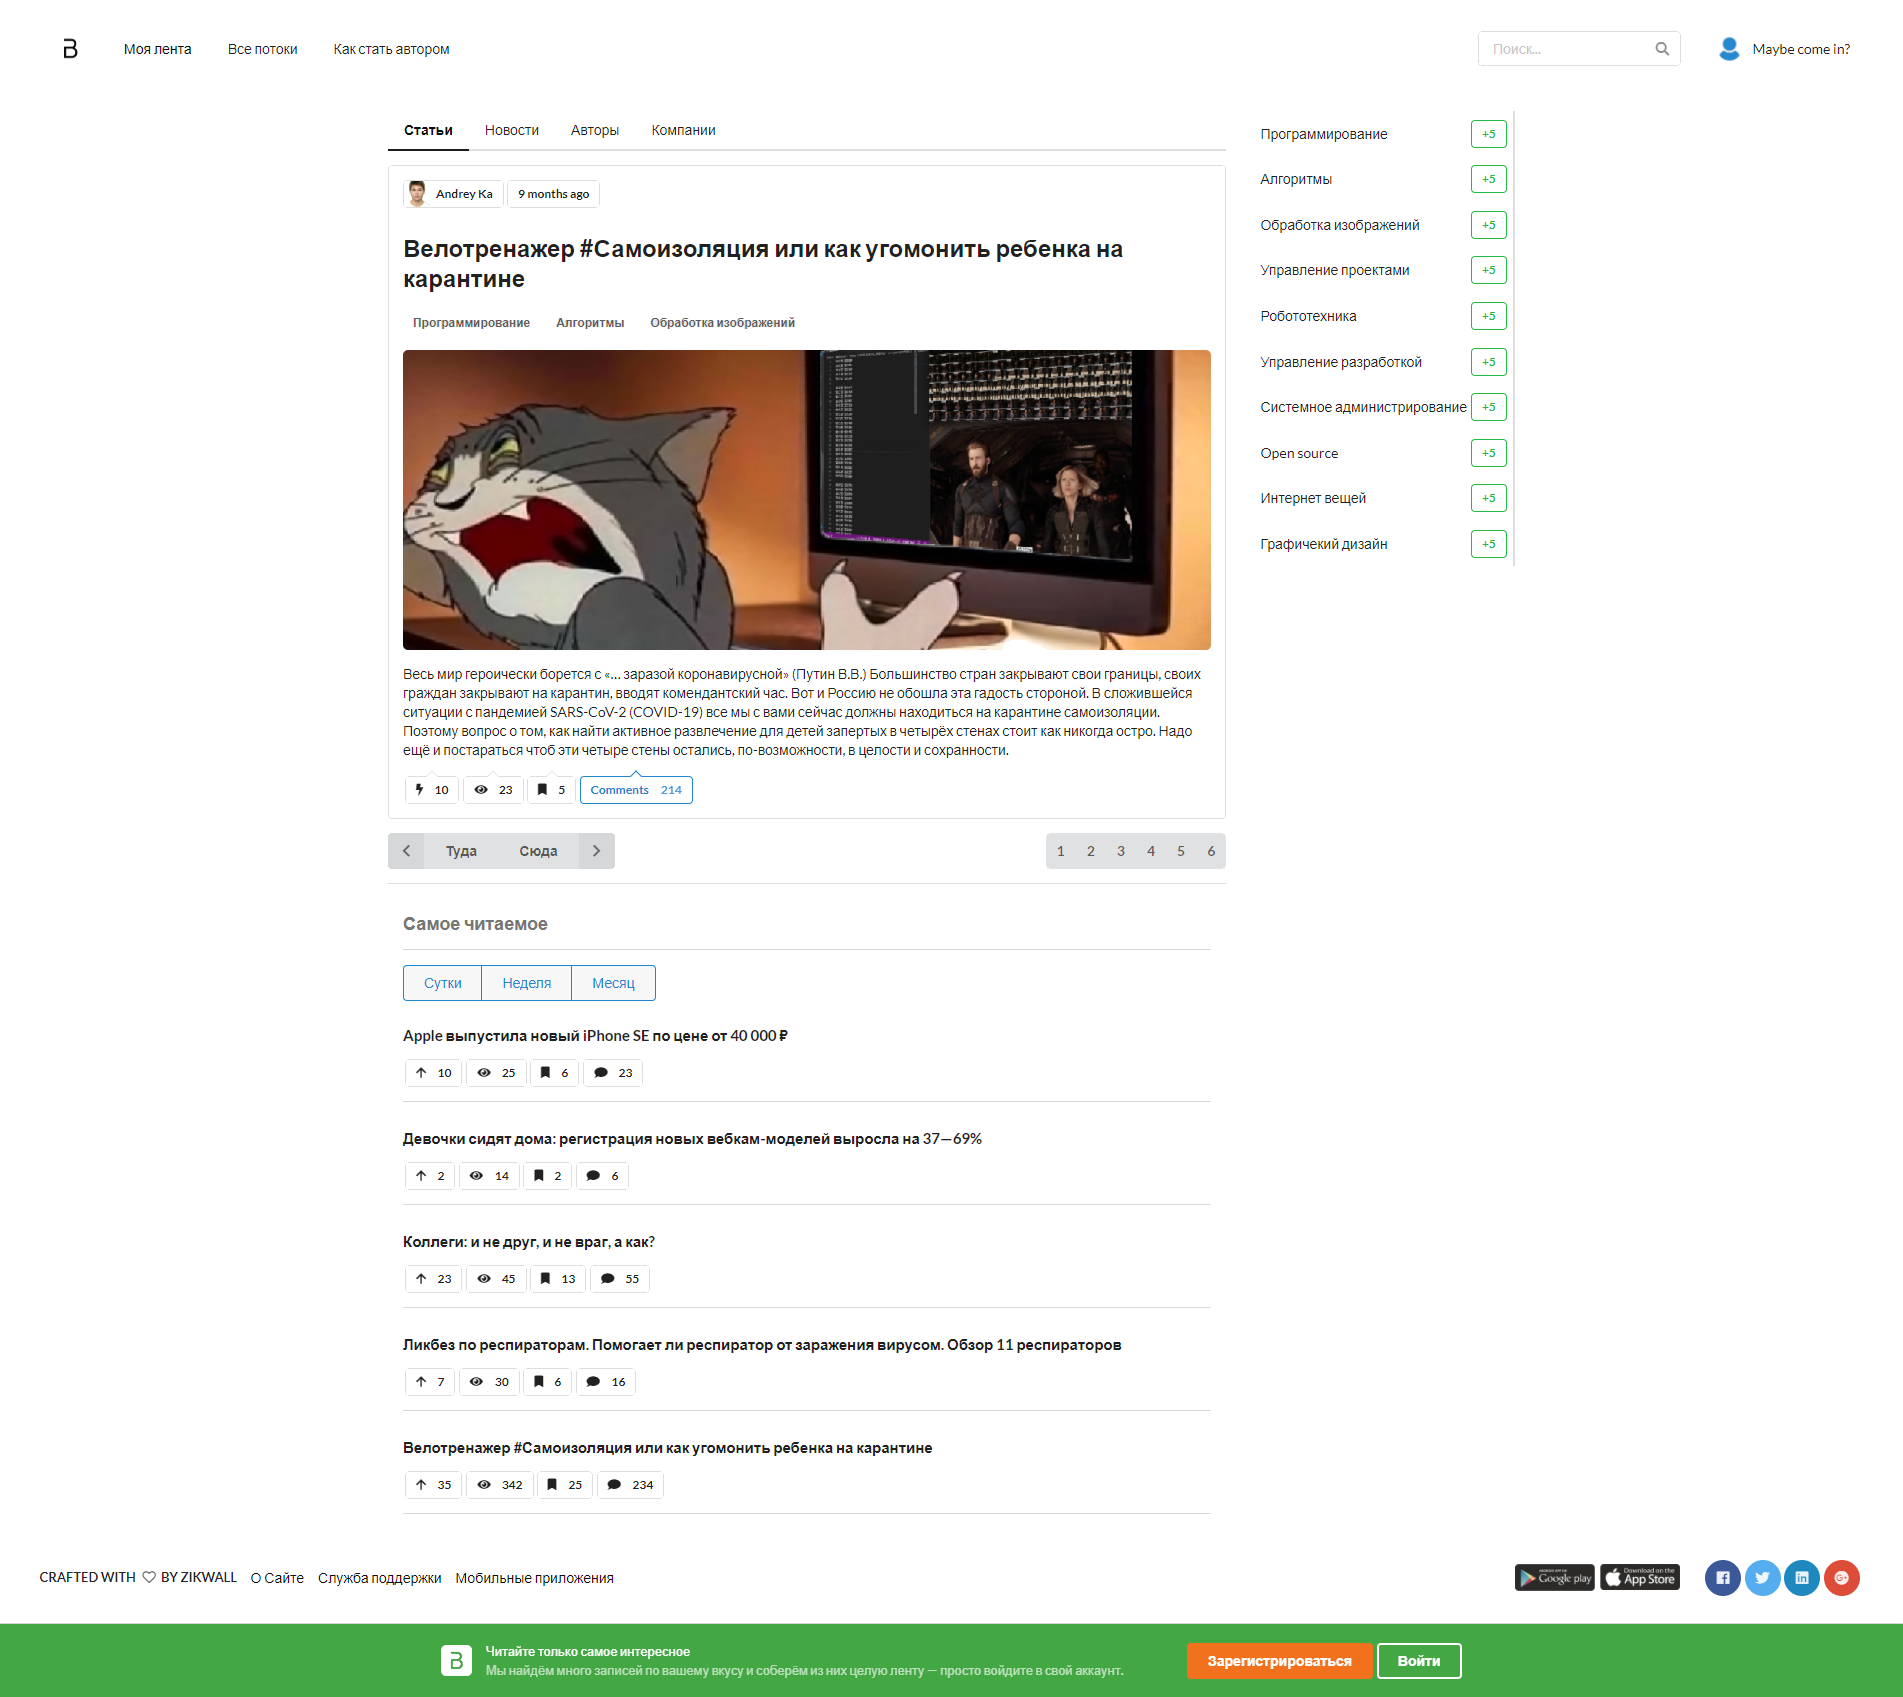 B
Моя лента
Все потоки
Как стать автором
Поиск...
Maybe come in?
Статьи
Новости
Авторы
Компании
Andrey Ka
9 months ago
Велотренажер #Самоизоляция или как угомонить ребенка на
карантине
Программирование
Алгоритмы
Обработка изображений
Весь мир героически борется с «... заразой коронавирусной» (Путин В.В.) Большинство стран закрывают свои границы, своих
граждан закрывают на карантин, вводят комендантский час. Вот и Россию не обошла эта гадость стороной. В сложившейся
ситуации с пандемией SARS-CoV-2 (COVID-19) все мы с вами сейчас должны находиться на карантине самоизоляции.
Поэтому вопрос о том, как найти активное развлечение для детей запертых в четырёх стенах стоит как никогда остро. Надо
ещё и постараться чтоб эти четыре стены остались, по-возможности, в целости и сохранности.
10
23
5
Comments 214
Туда
Сюда
1 2 3 4 5 6
Программирование +5
Алгоритмы +5
Обработка изображений +5
Управление проектами +5
Робототехника +5
Управление разработкой +5
Системное администрирование +5
Open source +5
Интернет вещей +5
Графичекий дизайн +5
Самое читаемое
Сутки
Неделя
Месяц
Apple выпустила новый iPhone SE по цене от 40 000 ₽
10 25 6 23
Девочки сидят дома: регистрация новых вебкам-моделей выросла на 37—69%
2 14 2 6
Коллеги: и не друг, и не враг, а как?
23 45 13 55
Ликбез по респираторам. Помогает ли респиратор от заражения вирусом. Обзор 11 респираторов
7 30 6 16
Велотренажер #Самоизоляция или как угомонить ребенка на карантине
35 342 25 234
CRAFTED WITH BY ZIKWALL
О Сайте
Служба поддержки
Мобильные приложения
Google play
Download on the
App Store
B
Читайте только самое интересное
Мы найдём много записей по вашему вкусу и соберём из них целую ленту — просто войдите в свой аккаунт.
Зарегистрироваться
Войти